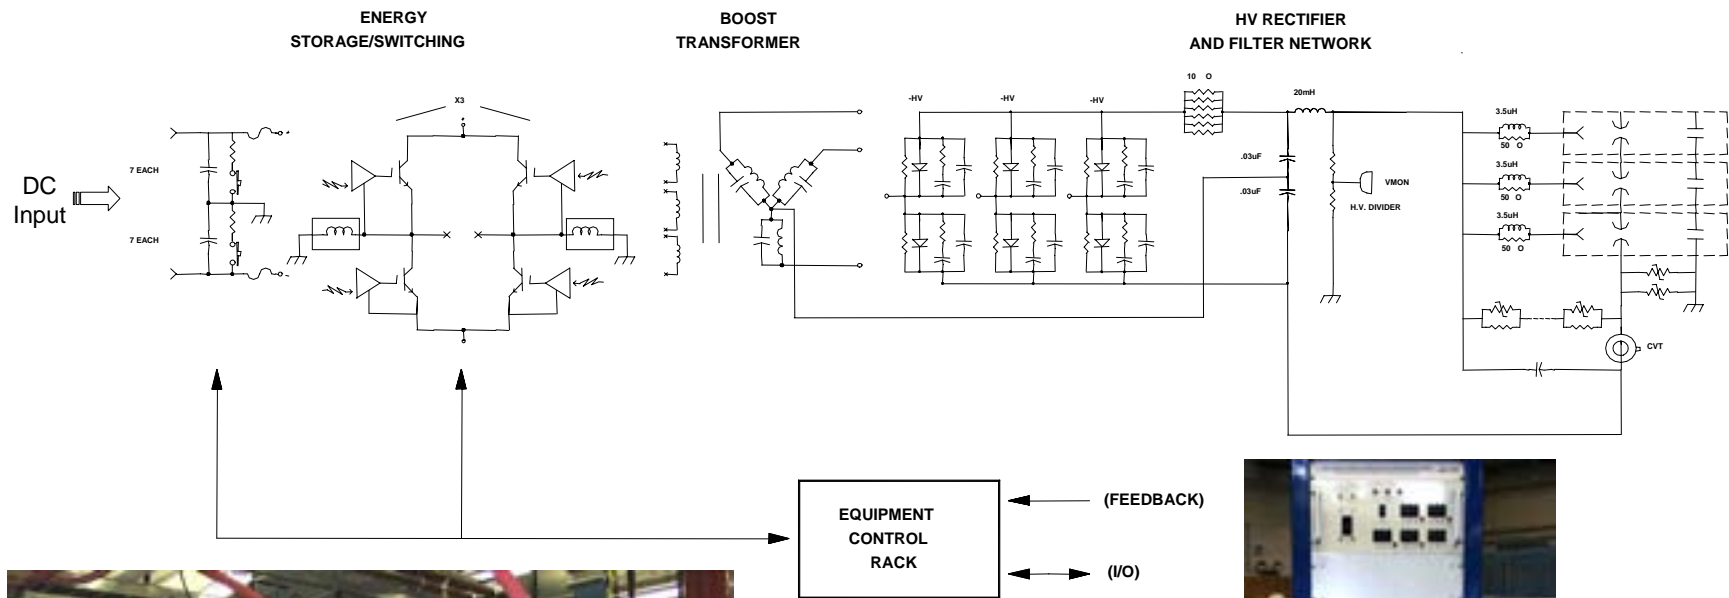 ENERGY
STORAGE/SWITCHING
BOOST
TRANSFORMER
HV RECTIFIER
AND FILTER NETWORK
DC
Input
7 EACH
7 EACH
X3
+
-
+
-HV
-HV
-HV
10 O
20mH
.03uF
.03uF
VMON
H.V. DIVIDER
3.5uH
50 O
3.5uH
50 O
3.5uH
50 O
CVT
EQUIPMENT
CONTROL
RACK
(FEEDBACK)
(I/O)